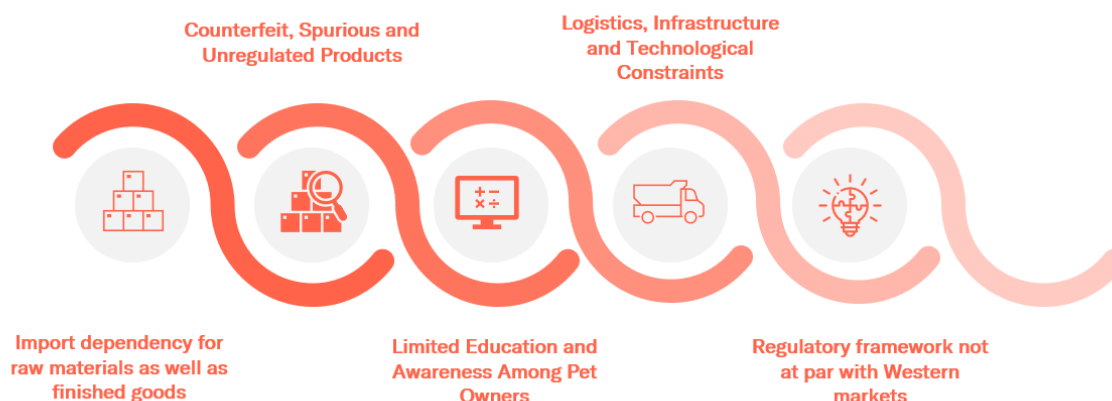 Counterfeit, Spurious and
Unregulated Products
Logistics, Infrastructure
and Technological
Constraints
Import dependency for
raw materials as well as
finished goods
Limited Education and
Awareness Among Pet
Owners
Regulatory framework not
at par with Western
markets